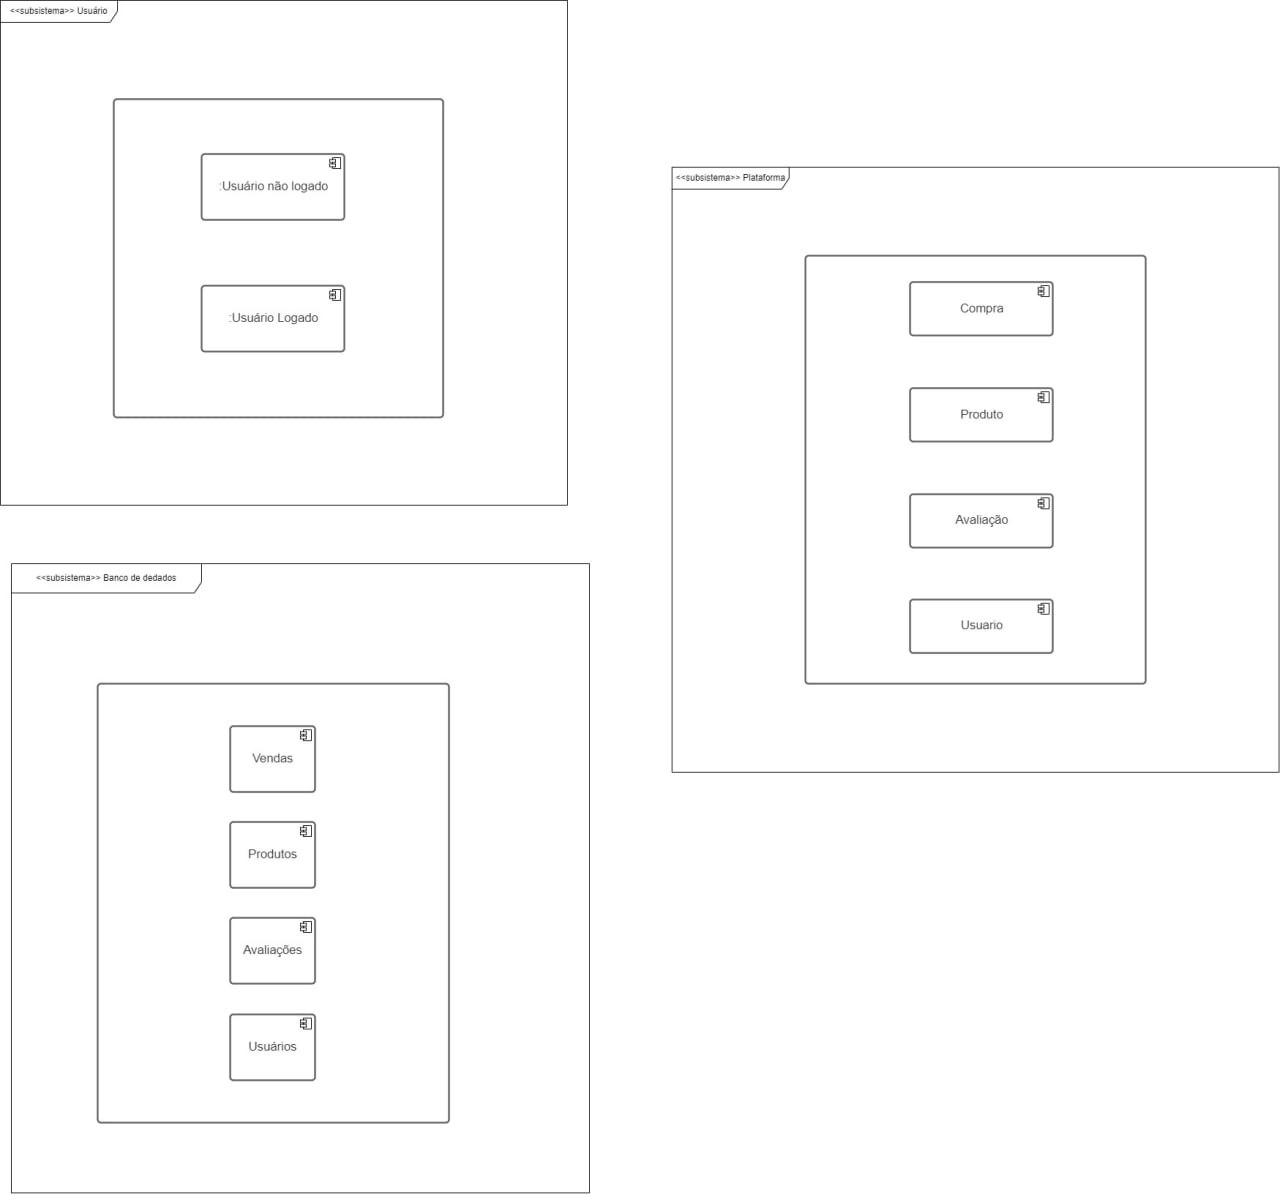 <<subsistema>> Usuário
:Usuário não logado
:Usuário Logado
<<subsistema>> Plataforma
Compra
Produto
Avaliação
Usuario
<<subsistema>> Banco de dedados
Vendas
Produtos
Avaliações
Usuários